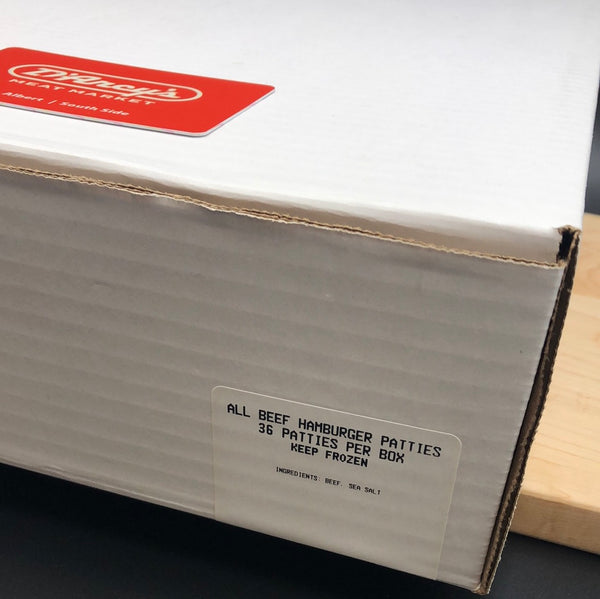 D'Arcy's
MEAT MARKET
Albert / South Side
ALL BEEF HAMBURGER PATTIES
36 PATTIES PER BOX
KEEP FROZEN
INGREDIENTS: BEEF, SEA SALT